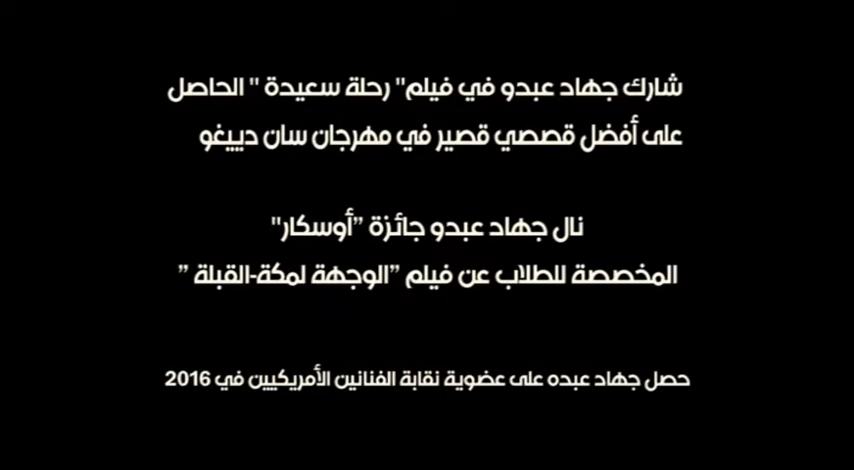 شارك جهاد عبدو في فيلم" رحلة سعيدة " الحاصل
على أفضل قصصي قصير في مهرجان سان دييغو
نال جهاد عبدو جائزة ”أوسكار"
المخصصة للطلاب عن فيلم ”الوجهة لمكة-القبلة ”
حصل جهاد عبده على عضوية نقابة الفنانين الأمريكيين في 2016